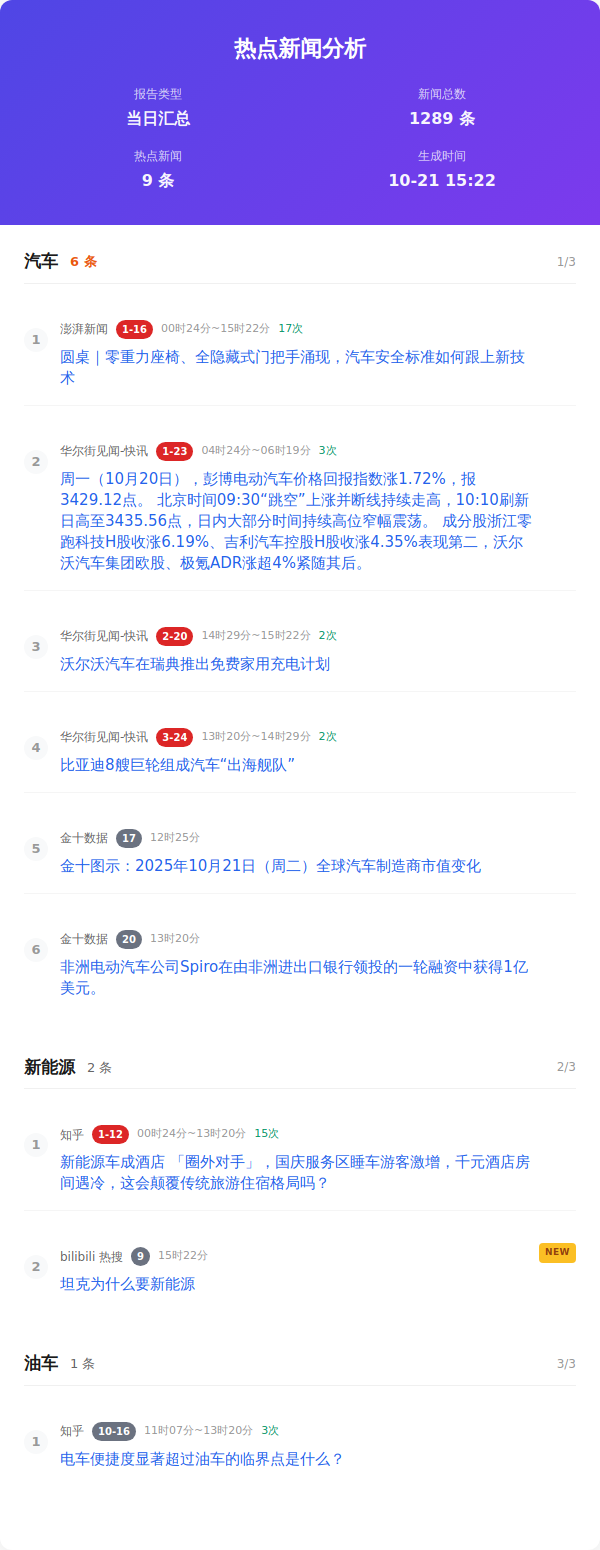 热点新闻分析
报告类型
当日汇总
新闻总数
1289 条
热点新闻
9 条
生成时间
10-21 15:22
汽车 6 条 1/3
1
澎湃新闻 1-16 00时24分~15时22分 17次
圆桌｜零重力座椅、全隐藏式门把手涌现，汽车安全标准如何跟上新技
术
2
华尔街见闻-快讯 1-23 04时24分~06时19分 3次
周一（10月20日），彭博电动汽车价格回报指数涨1.72%，报
3429.12点。 北京时间09:30“跳空”上涨并断线持续走高，10:10刷新
日高至3435.56点，日内大部分时间持续高位窄幅震荡。 成分股浙江零
跑科技H股收涨6.19%、吉利汽车控股H股收涨4.35%表现第二，沃尔
沃汽车集团欧股、极氪ADR涨超4%紧随其后。
3
华尔街见闻-快讯 2-20 14时29分~15时22分 2次
沃尔沃汽车在瑞典推出免费家用充电计划
4
华尔街见闻-快讯 3-24 13时20分~14时29分 2次
比亚迪8艘巨轮组成汽车“出海舰队”
5
金十数据 17 12时25分
金十图示：2025年10月21日（周二）全球汽车制造商市值变化
6
金十数据 20 13时20分
非洲电动汽车公司Spiro在由非洲进出口银行领投的一轮融资中获得1亿
美元。
新能源 2 条 2/3
1
知乎 1-12 00时24分~13时20分 15次
新能源车成酒店 「圈外对手」，国庆服务区睡车游客激增，千元酒店房
间遇冷，这会颠覆传统旅游住宿格局吗？
2
bilibili 热搜 9 15时22分 NEW
坦克为什么要新能源
油车 1 条 3/3
1
知乎 10-16 11时07分~13时20分 3次
电车便捷度显著超过油车的临界点是什么？